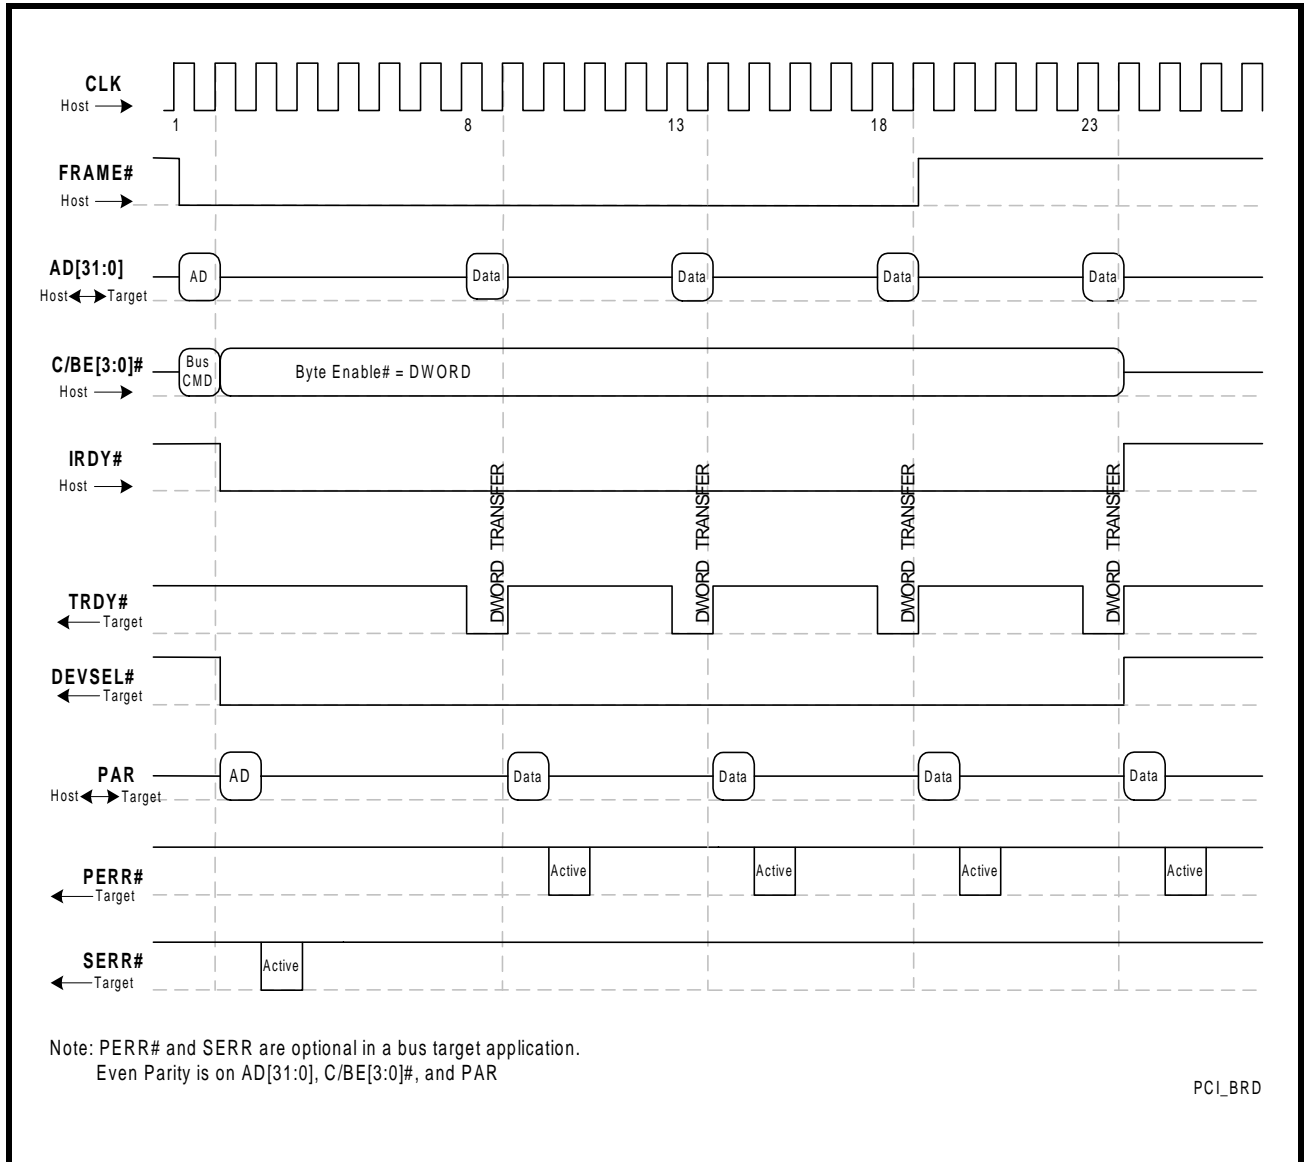 CLK
Host
1 8 13 18 23
FRAME#
Host
AD[31:0]
Host Target
AD Data Data Data Data
C/BE[3:0]#
Host
Bus
CMD
Byte Enable# = DWORD
IRDY#
Host
DWORD TRANSFER
DWORD TRANSFER
DWORD TRANSFER
DWORD TRANSFER
TRDY#
Target
DEVSEL#
Target
PAR
Host Target
AD Data Data Data Data
PERR#
Target
Active Active Active Active
SERR#
Target
Active
Note: PERR# and SERR are optional in a bus target application.
Even Parity is on AD[31:0], C/BE[3:0]#, and PAR
PCI_BRD